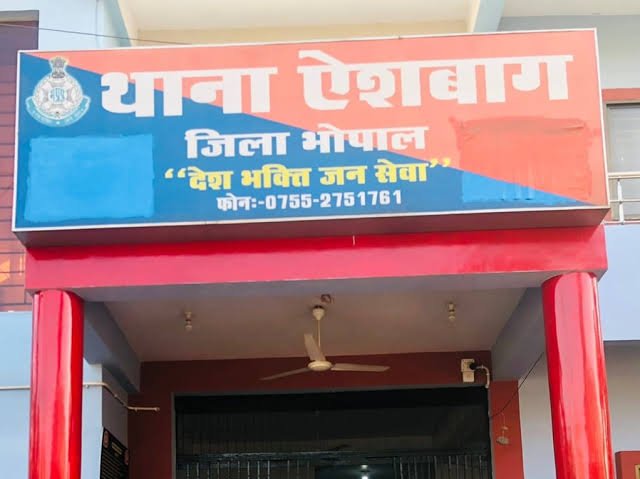 थाना ऐशबाग
जिला भोपाल
“देश भक्ति जन सेवा”
फोनः-0755-2751761